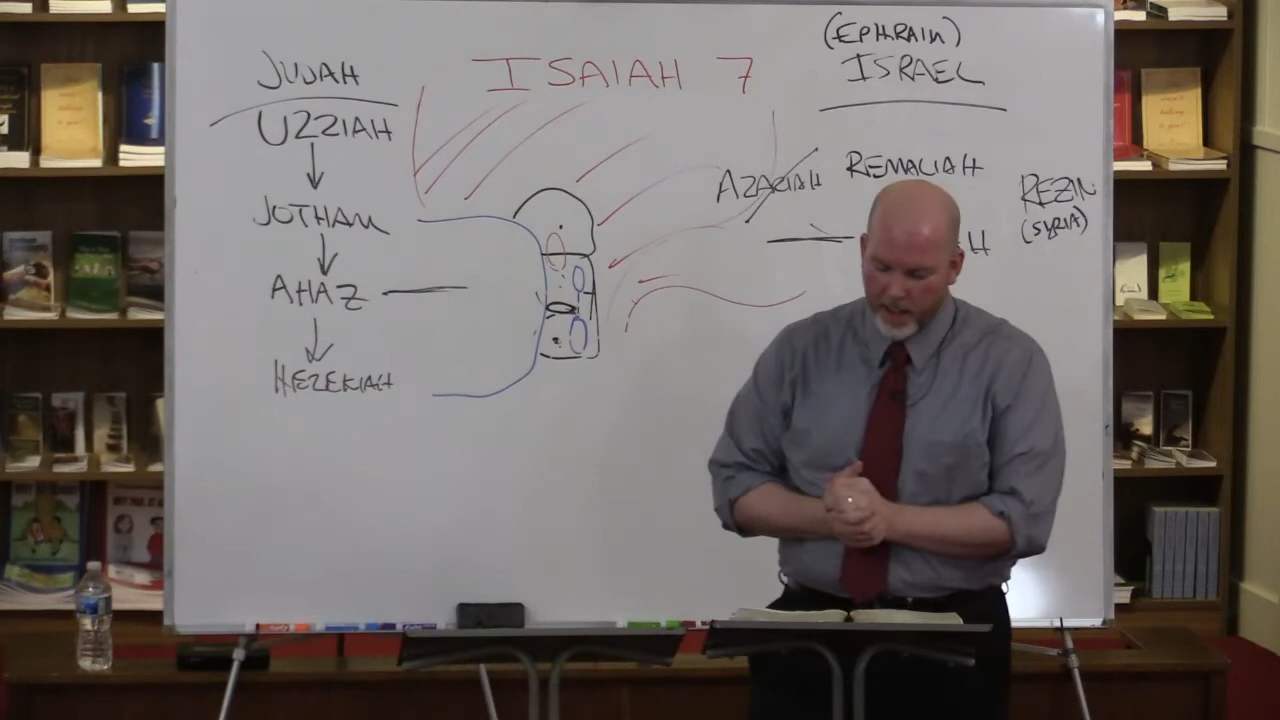 JUDAH
UZZIAH
JOTHAM
AHAZ
HEZEKIAH
ISAIAH 7
(EPHRAIM)
ISRAEL
AZARIAH
REMALIAH
H
REZIN
(SYRIA)